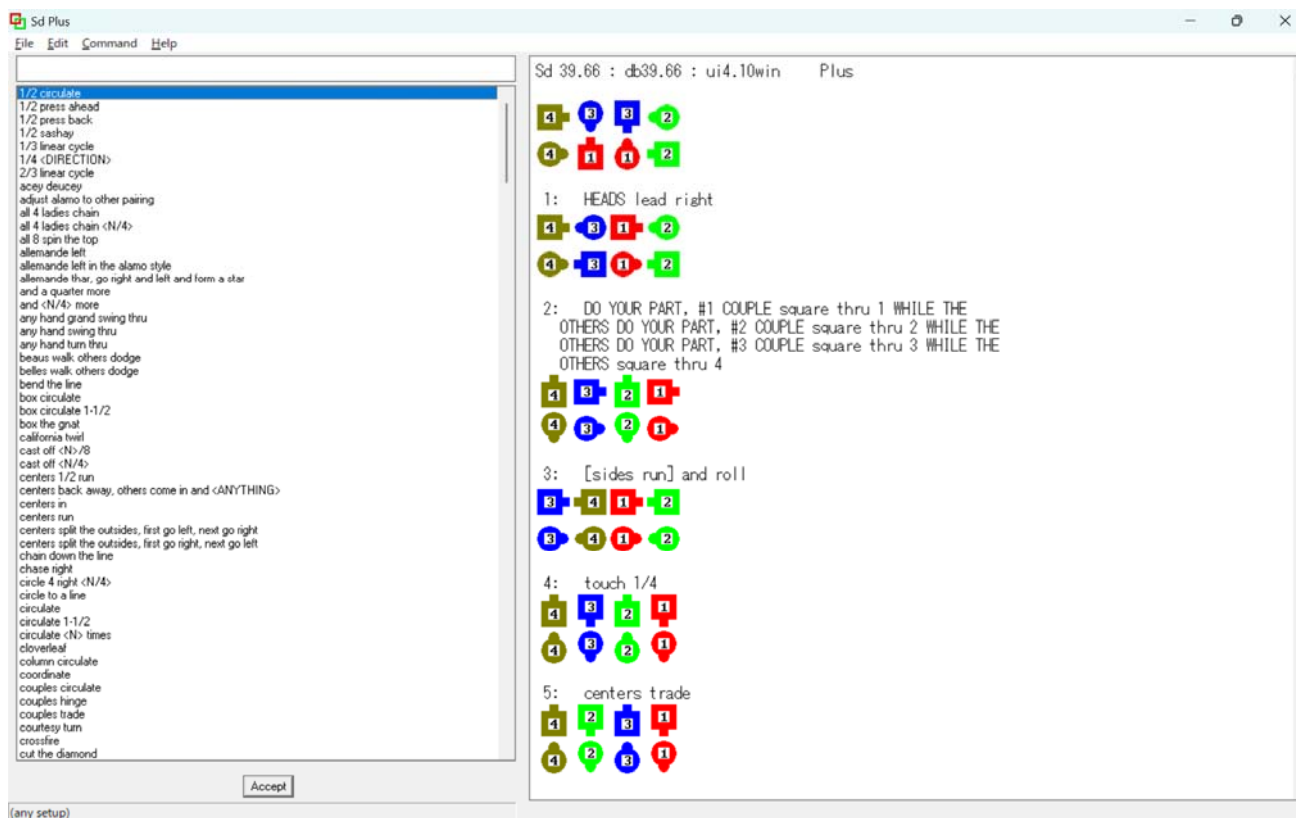 Sd Plus
File Edit Command Help
1/2 circulate
1/2 press ahead
1/2 press back
1/2 sashay
1/3 linear cycle
1/4 <DIRECTION>
2/3 linear cycle
acey deucey
adjust alamo to other pairing
all 4 ladies chain
all 4 ladies chain <N/4>
all 8 spin the top
allemande left
allemande left in the alamo style
allemande thar, go right and left and form a star
and a quarter more
and <N/4> more
any hand grand swing thru
any hand swing thru
any hand turn thru
beaus walk others dodge
belles walk others dodge
bend the line
box circulate
box circulate 1-1/2
box the gnat
california twirl
cast off <N>/8
cast off <N/4>
centers 1/2 run
centers back away, others come in and <ANYTHING>
centers in
centers run
centers split the outsides, first go left, next go right
centers split the outsides, first go right, next go left
chain down the line
chase right
circle 4 right <N/4>
circle to a line
circulate
circulate 1-1/2
circulate <N> times
cloverleaf
column circulate
coordinate
couples circulate
couples hinge
couples trade
courtesy turn
crossfire
cut the diamond
Accept
(any setup)
Sd 39.66 : db39.66 : ui4.10win Plus
4 3 3 2
4 1 1 2
1: HEADS lead right
4 3 1 2
4 3 1 2
2: DO YOUR PART, #1 COUPLE square thru 1 WHILE THE
OTHERS DO YOUR PART, #2 COUPLE square thru 2 WHILE THE
OTHERS DO YOUR PART, #3 COUPLE square thru 3 WHILE THE
OTHERS square thru 4
4 3 2 1
4 3 2 1
3: [sides run] and roll
3 4 1 2
3 4 1 2
4: touch 1/4
4 3 2 1
4 3 2 1
5: centers trade
4 2 3 1
4 2 3 1